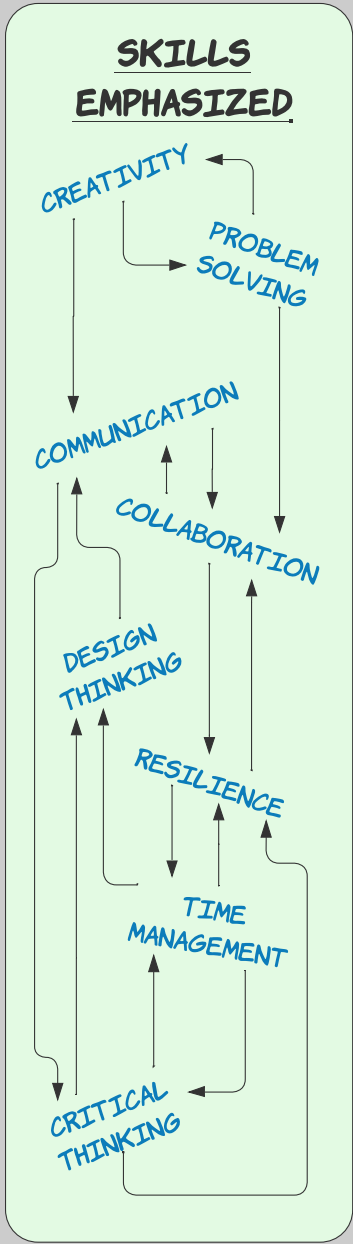 SKILLS
EMPHASIZED
CREATIVITY
PROBLEM
SOLVING
COMMUNICATION
COLLABORATION
DESIGN
THINKING
RESILIENCE
TIME
MANAGEMENT
CRITICAL
THINKING